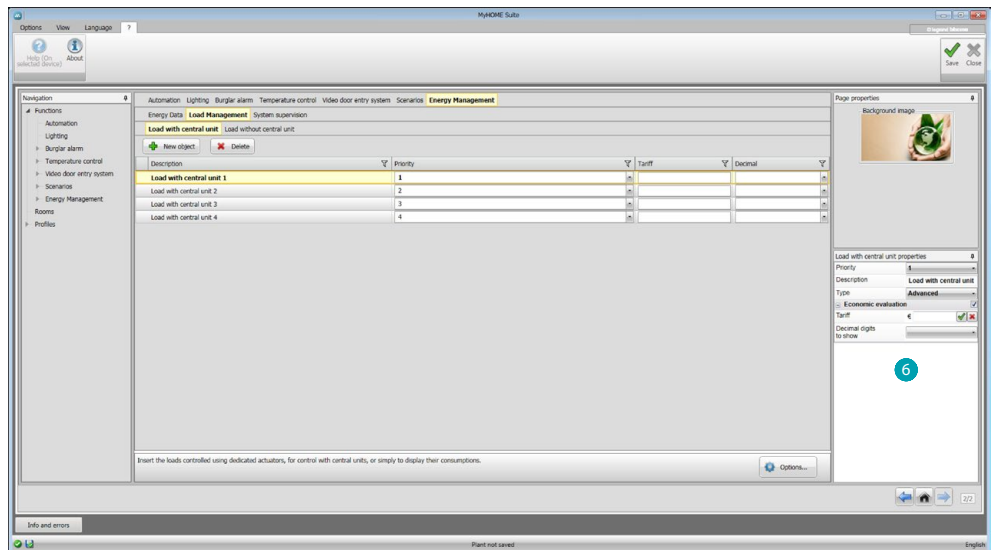 MyHOME Suite
Options View Language ?
Help (On selected device) About
Save Close
Navigation
Functions
Automation
Lighting
Burglar alarm
Temperature control
Video door entry system
Scenarios
Energy Management
Rooms
Profiles
Automation Lighting Burglar alarm Temperature control Video door entry system Scenarios Energy Management
Energy Data Load Management System supervision
Load with central unit Load without central unit
New object Delete
Description Priority Tariff Decimal
Load with central unit 1 1
Load with central unit 2 2
Load with central unit 3 3
Load with central unit 4 4
Insert the loads controlled using dedicated actuators, for control with central units, or simply to display their consumptions.
Options...
Page properties
Background image
Load with central unit properties
Priority 1
Description Load with central unit
Type Advanced
Economic evaluation
Tariff €
Decimal digits
to show
6
2/2
Info and errors
Plant not saved English